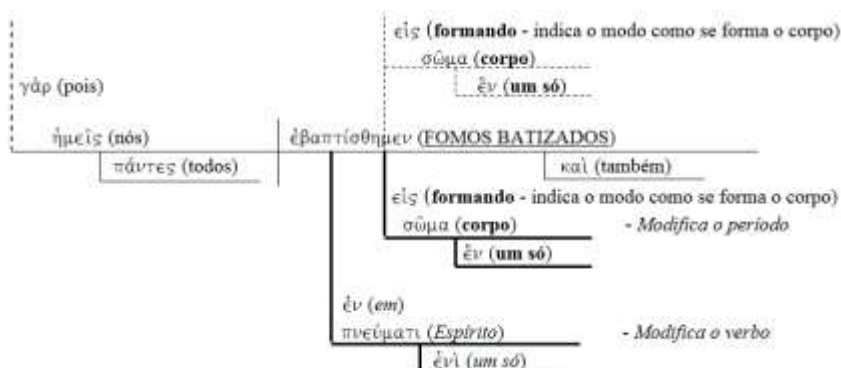 εἰς (formando - indica o modo como se forma o corpo)
σῶμα (corpo)
γὰρ (pois)
ἓν (um só)
ἡμεῖς (nós) ἐβαπτίσθημεν (FOMOS BATIZADOS)
πάντες (todos) καὶ (também)
εἰς (formando - indica o modo como se forma o corpo)
σῶμα (corpo) - Modifica o período
ἓν (um só)
ἐν (em)
πνεύματι (Espírito) - Modifica o verbo
ἑνὶ (um só)